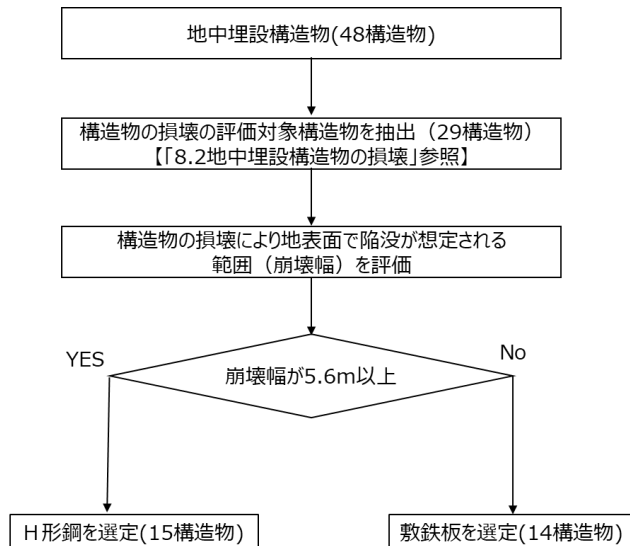 地中埋設構造物(48構造物)
構造物の損壊の評価対象構造物を抽出（29構造物）
【「8.2地中埋設構造物の損壊」参照】
構造物の損壊により地表面で陥没が想定される
範囲（崩壊幅）を評価
YES
No
崩壊幅が5.6m以上
Ｈ形鋼を選定(15構造物)
敷鉄板を選定(14構造物)